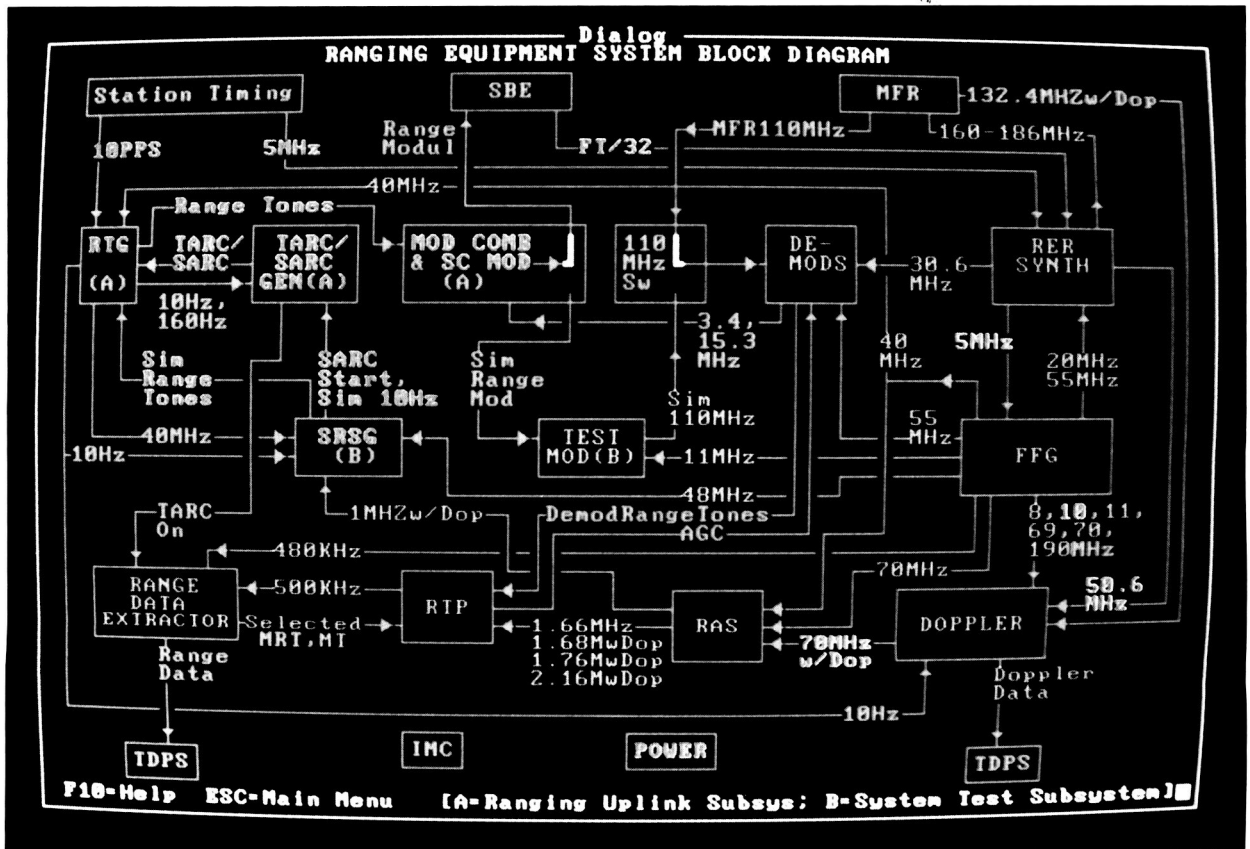 Dialog
RANGING EQUIPMENT SYSTEM BLOCK DIAGRAM
Station Timing
SBE
MFR
132.4MHZw/Dop
Range
Modul
MFR110MHz
160-186MHz
10PPS
5MHz
FT/32
40MHz
Range Tones
RTG
(A)
TARC/
SARC
TARC/
SARC
GEN(A)
MOD COMB
& SC MOD
(A)
110
MHz
Sw
DE-
MODS
30.6
MHz
RER
SYNTH
10Hz,
160Hz
3.4,
15.3
MHz
40
MHz
5MHz
20MHz
55MHz
Sim
Range
Tones
SARC
Start,
Sim 10Hz
Sim
Range
Mod
Sim
110MHz
55
MHz
40MHz
10Hz
SRSG
(B)
TEST
MOD(B)
11MHz
FFG
48MHz
TARC
On
1MHZw/Dop
DemodRangeTones
AGC
8,10,11,
69,70,
190MHz
480KHz
70MHz
RANGE
DATA
EXTRACTOR
500KHz
RTP
RAS
50.6
MHz
DOPPLER
Selected
MRT,MT
1.66MHz
1.68MwDop
1.76MwDop
2.16MwDop
70MHz
w/Dop
Range
Data
Doppler
Data
10Hz
TDPS
IMC
POWER
TDPS
F10=Help ESC=Main Menu [A=Ranging Uplink Subsys; B=System Test Subsystem]